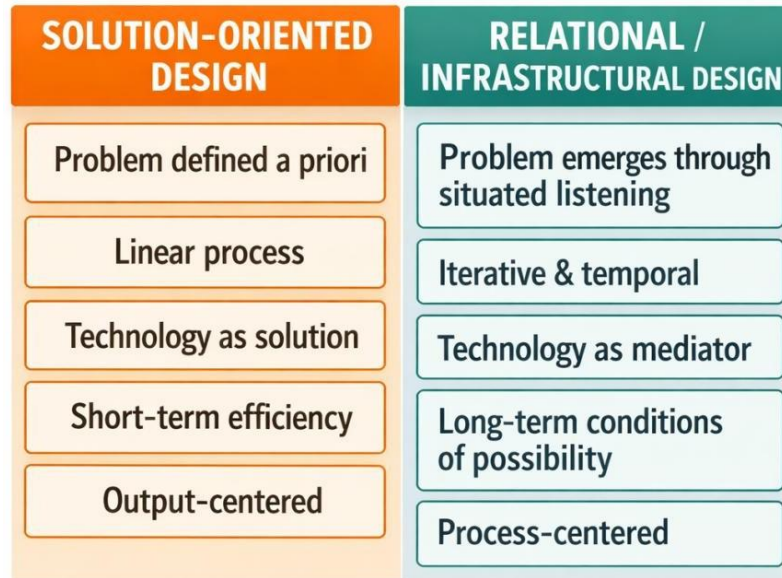 SOLUTION-ORIENTED
DESIGN
Problem defined a priori
Linear process
Technology as solution
Short-term efficiency
Output-centered
RELATIONAL /
INFRASTRUCTURAL DESIGN
Problem emerges through
situated listening
Iterative & temporal
Technology as mediator
Long-term conditions
of possibility
Process-centered